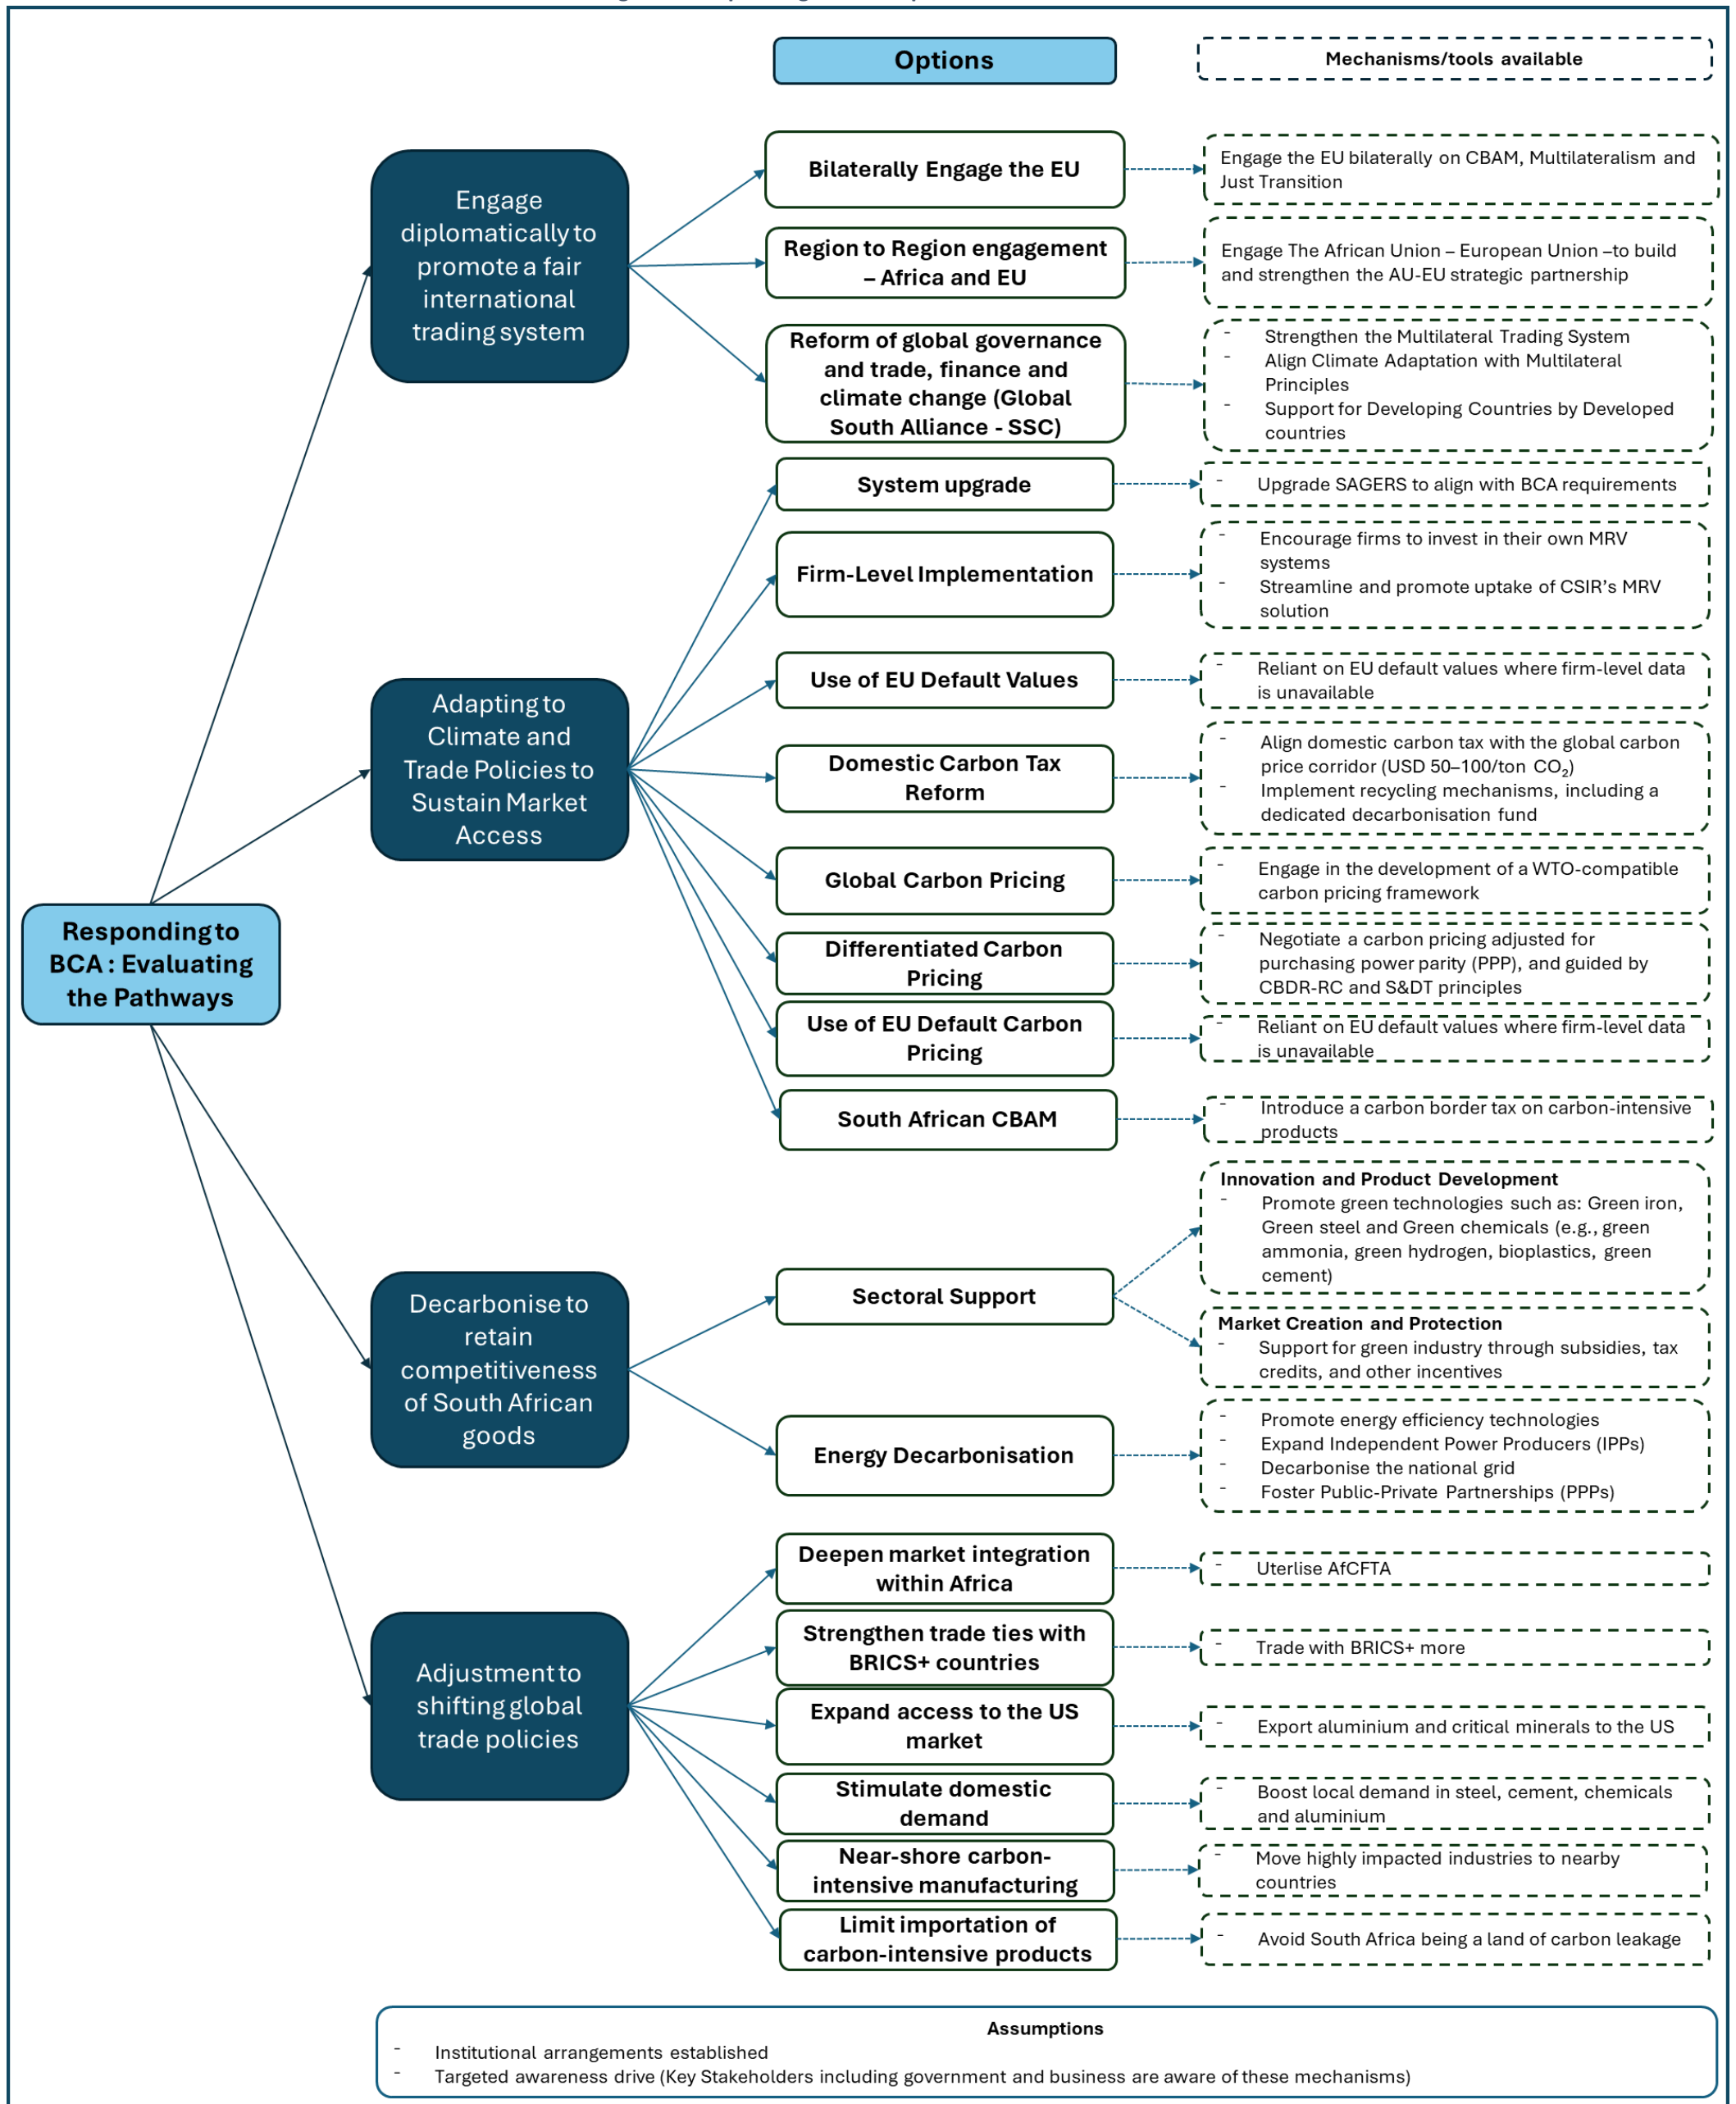 Options
Mechanisms/tools available
Engage
diplomatically to
promote a fair
international
trading system
Bilaterally Engage the EU
Engage the EU bilaterally on CBAM, Multilateralism and
Just Transition
Region to Region engagement
– Africa and EU
Engage The African Union – European Union –to build
and strengthen the AU-EU strategic partnership
Reform of global governance
and trade, finance and
climate change (Global
South Alliance - SSC)
- Strengthen the Multilateral Trading System
- Align Climate Adaptation with Multilateral
Principles
- Support for Developing Countries by Developed
countries
Adapting to
Climate and
Trade Policies to
Sustain Market
Access
System upgrade
- Upgrade SAGERS to align with BCA requirements
Firm-Level Implementation
- Encourage firms to invest in their own MRV
systems
- Streamline and promote uptake of CSIR’s MRV
solution
Use of EU Default Values
- Reliant on EU default values where firm-level data
is unavailable
Domestic Carbon Tax
Reform
- Align domestic carbon tax with the global carbon
price corridor (USD 50–100/ton CO₂)
- Implement recycling mechanisms, including a
dedicated decarbonisation fund
Global Carbon Pricing
- Engage in the development of a WTO-compatible
carbon pricing framework
Differentiated Carbon
Pricing
- Negotiate a carbon pricing adjusted for
purchasing power parity (PPP), and guided by
CBDR-RC and S&DT principles
Use of EU Default Carbon
Pricing
- Reliant on EU default values where firm-level data
is unavailable
South African CBAM
- Introduce a carbon border tax on carbon-intensive
products
Responding to
BCA : Evaluating
the Pathways
Decarbonise to
retain
competitiveness
of South African
goods
Sectoral Support
Innovation and Product Development
- Promote green technologies such as: Green iron,
Green steel and Green chemicals (e.g., green
ammonia, green hydrogen, bioplastics, green
cement)
Market Creation and Protection
- Support for green industry through subsidies, tax
credits, and other incentives
Energy Decarbonisation
- Promote energy efficiency technologies
- Expand Independent Power Producers (IPPs)
- Decarbonise the national grid
- Foster Public-Private Partnerships (PPPs)
Adjustment to
shifting global
trade policies
Deepen market integration
within Africa
- Uterlise AfCFTA
Strengthen trade ties with
BRICS+ countries
- Trade with BRICS+ more
Expand access to the US
market
- Export aluminium and critical minerals to the US
Stimulate domestic
demand
- Boost local demand in steel, cement, chemicals
and aluminium
Near-shore carbon-
intensive manufacturing
- Move highly impacted industries to nearby
countries
Limit importation of
carbon-intensive products
- Avoid South Africa being a land of carbon leakage
Assumptions
- Institutional arrangements established
- Targeted awareness drive (Key Stakeholders including government and business are aware of these mechanisms)